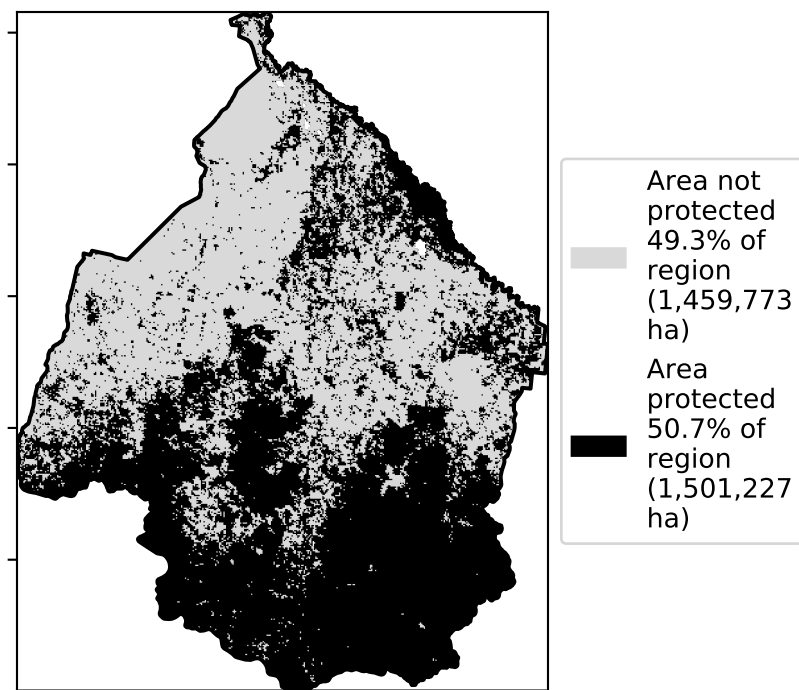 Area not
protected
49.3% of
region
(1,459,773
ha)
Area
protected
50.7% of
region
(1,501,227
ha)